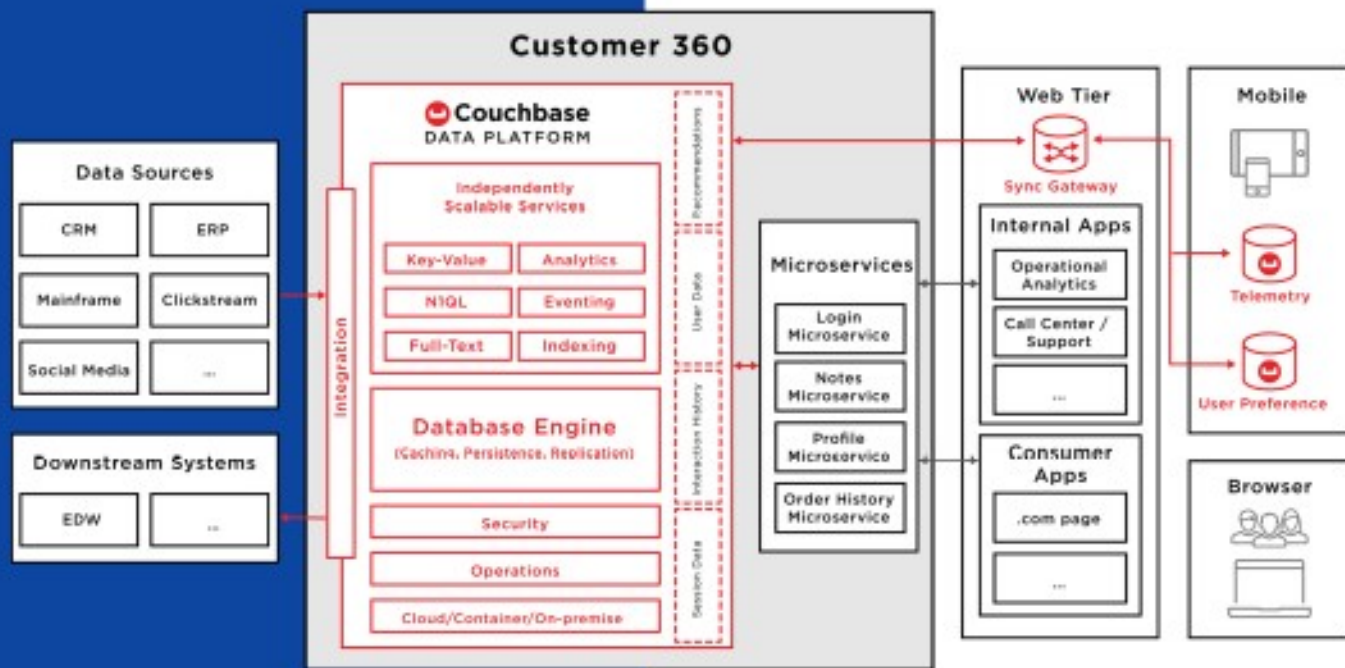 Customer 360
Data Sources
CRM
ERP
Mainframe
Clickstream
Social Media
...
Downstream Systems
EDW
...
Integration
Couchbase
DATA PLATFORM
Independently
Scalable Services
Key-Value
Analytics
N1QL
Eventing
Full-Text
Indexing
Database Engine
(Caching, Persistence, Replication)
Security
Operations
Cloud/Container/On-premise
Recommendations
User Data
Interaction History
Session Data
Microservices
Login
Microservice
Notes
Microservice
Profile
Microservice
Order History
Microservice
Web Tier
Sync Gateway
Internal Apps
Operational
Analytics
Call Center /
Support
...
Consumer
Apps
.com page
...
Mobile
Telemetry
User Preference
Browser